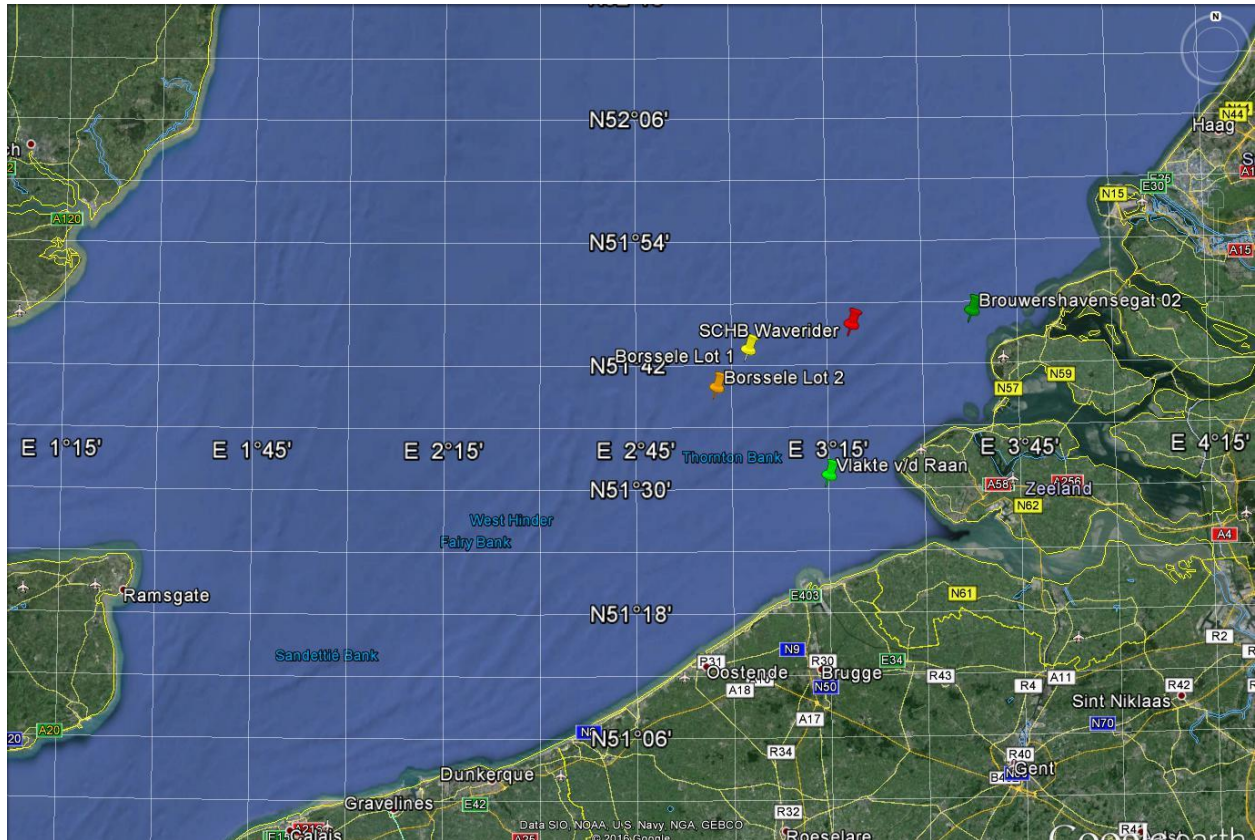 N
N52°06'
N44
Haag
E25
E30
N15
A120
N51°54'
A15
Brouwershavensegat 02
SCHB Waverider
Borssele Lot 1
N51°42'
Borssele Lot 2
N59
N57
E 1°15'
E 1°45'
E 2°15'
E 2°45'
E 3°15'
E 3°45'
E 4°15'
Thornton Bank
Vlakte v/d Raan
A58
A256
Zeeland
N51°30'
N62
West Hinder
Fairy Bank
A4
Ramsgate
E403
N61
N51°18'
R2
Sandettié Bank
N9
R31
R30
E34
Oostende
Brugge
A18
N50
R43
R4
A11
R42
Sint Niklaas
A17
N70
A20
20
N51°06'
R34
R40
Gent
Dunkerque
Gravelines
E42
R32
Calais
Data SIO, NOAA, U.S. Navy, NGA, GEBCO
© 2016 Google
Roeselare
Google earth